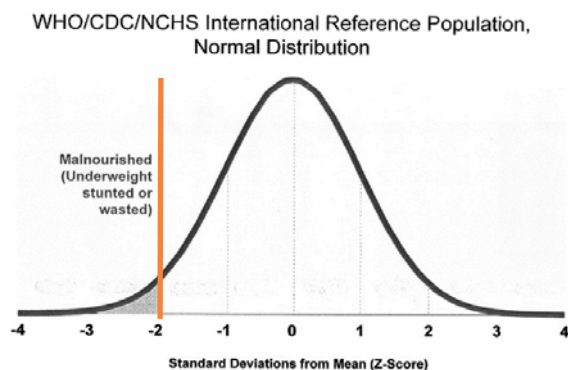 WHO/CDC/NCHS International Reference Population,
Normal Distribution
Malnourished
(Underweight
stunted or
wasted)
-4 -3 -2 -1 0 1 2 3 4
Standard Deviations from Mean (Z-Score)